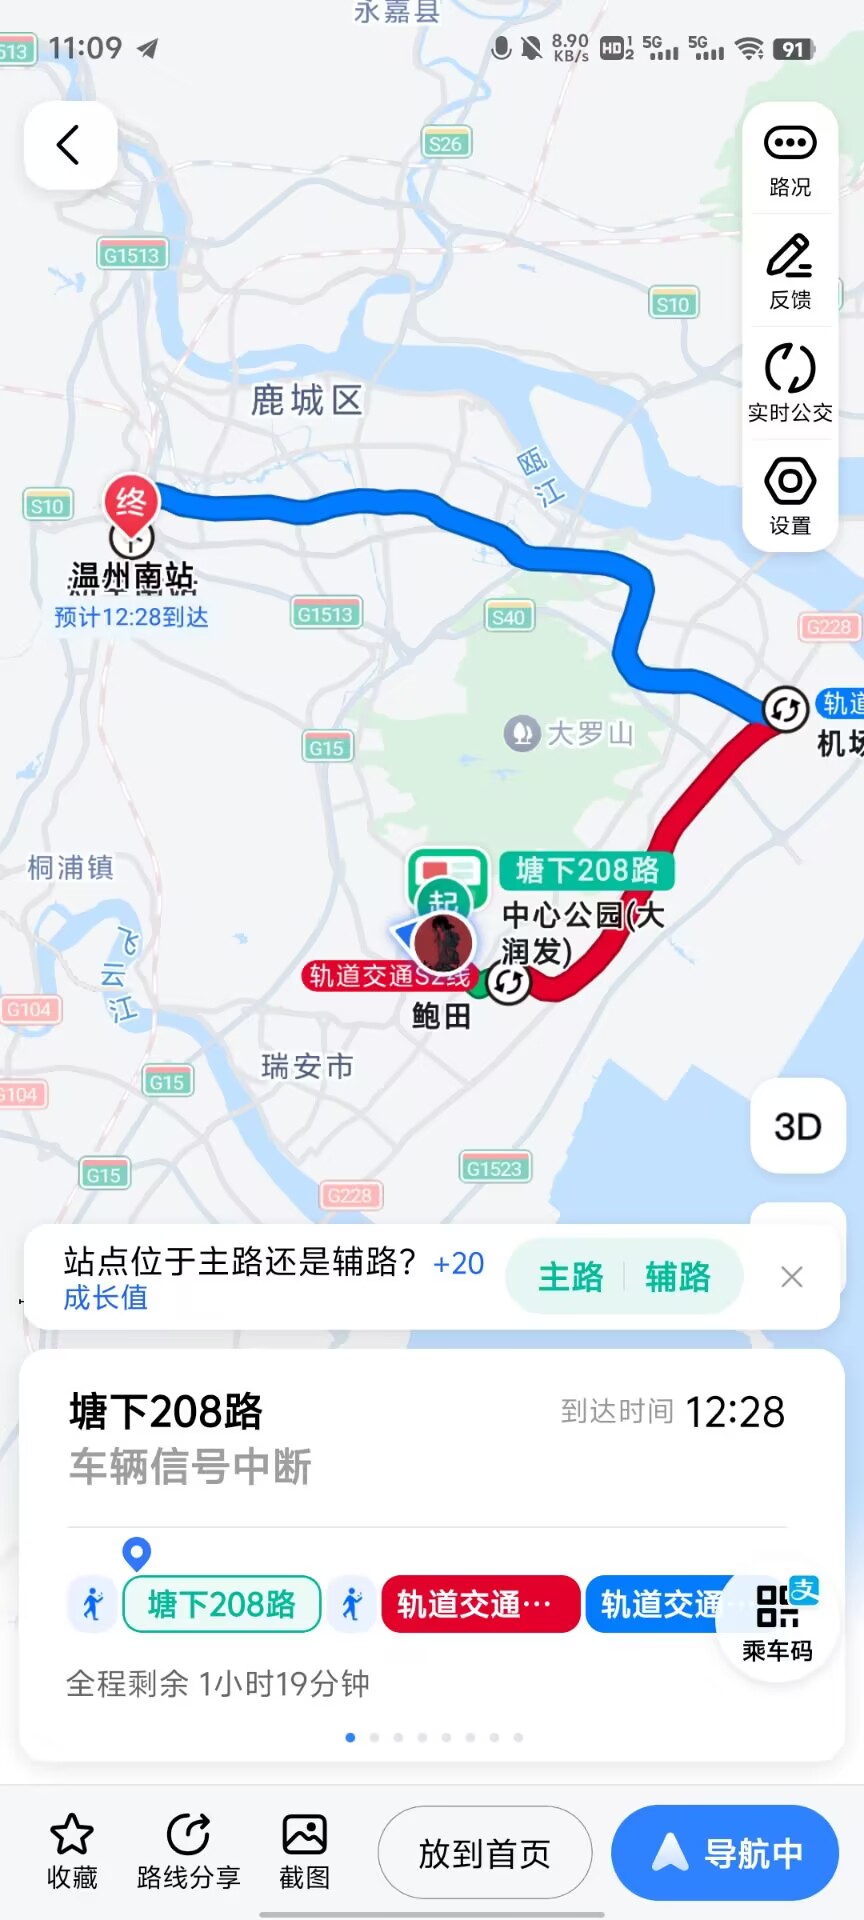 永嘉县
513
11:09
8.90
KB/s
HD 1 2
5G
5G
91
S26
路况
G1513
反馈
S10
鹿城区
实时公交
瓯江
终
S10
设置
温州南站
预计12:28到达
G1513
S40
G228
轨道
机场
G15
大罗山
桐浦镇
塘下208路
起
中心公园(大
润发)
飞云江
轨道交通S2线
鲍田
G104
瑞安市
G15
G104
3D
G15
G1523
G228
站点位于主路还是辅路? +20
成长值
主路
辅路
塘下208路
到达时间 12:28
车辆信号中断
塘下208路
轨道交通…
轨道交通…
支
乘车码
全程剩余 1小时19分钟
收藏
路线分享
截图
放到首页
导航中